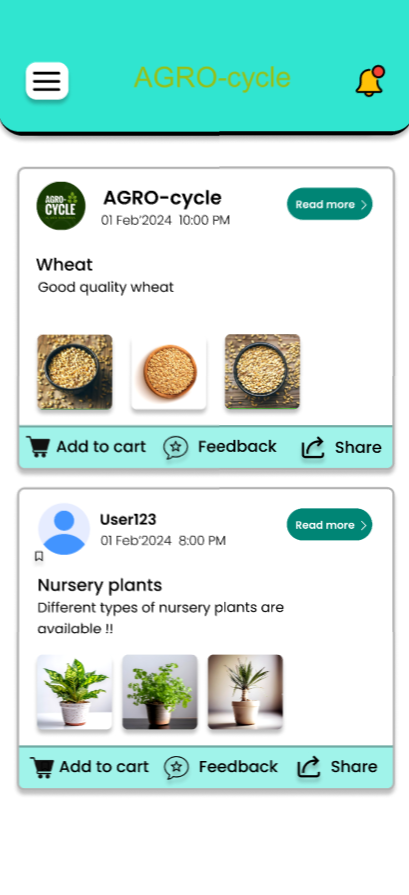 AGRO-cycle
AGRO-
CYCLE
AGRO-cycle
01 Feb'2024 10:00 PM
Read more
Wheat
Good quality wheat
Add to cart
Feedback
Share
User123
01 Feb'2024 8:00 PM
Read more
Nursery plants
Different types of nursery plants are
available !!
Add to cart
Feedback
Share